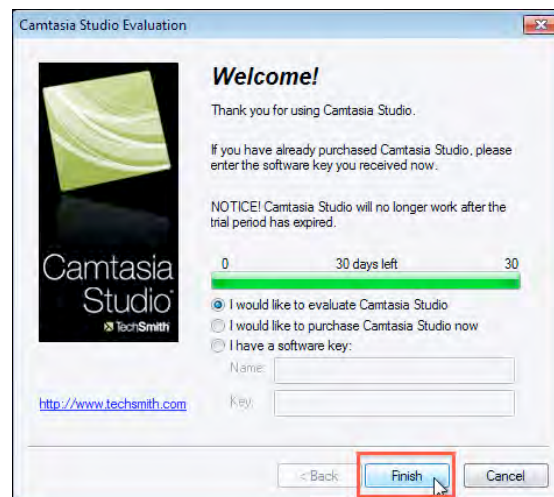 Camtasia Studio Evaluation
Welcome!
Thank you for using Camtasia Studio.
If you have already purchased Camtasia Studio, please
enter the software key you received now.
NOTICE! Camtasia Studio will no longer work after the
trial period has expired.
0 30 days left 30
Camtasia
Studio
TechSmith
I would like to evaluate Camtasia Studio
I would like to purchase Camtasia Studio now
I have a software key:
Name:
Key:
http://www.techsmith.com
< Back Finish Cancel